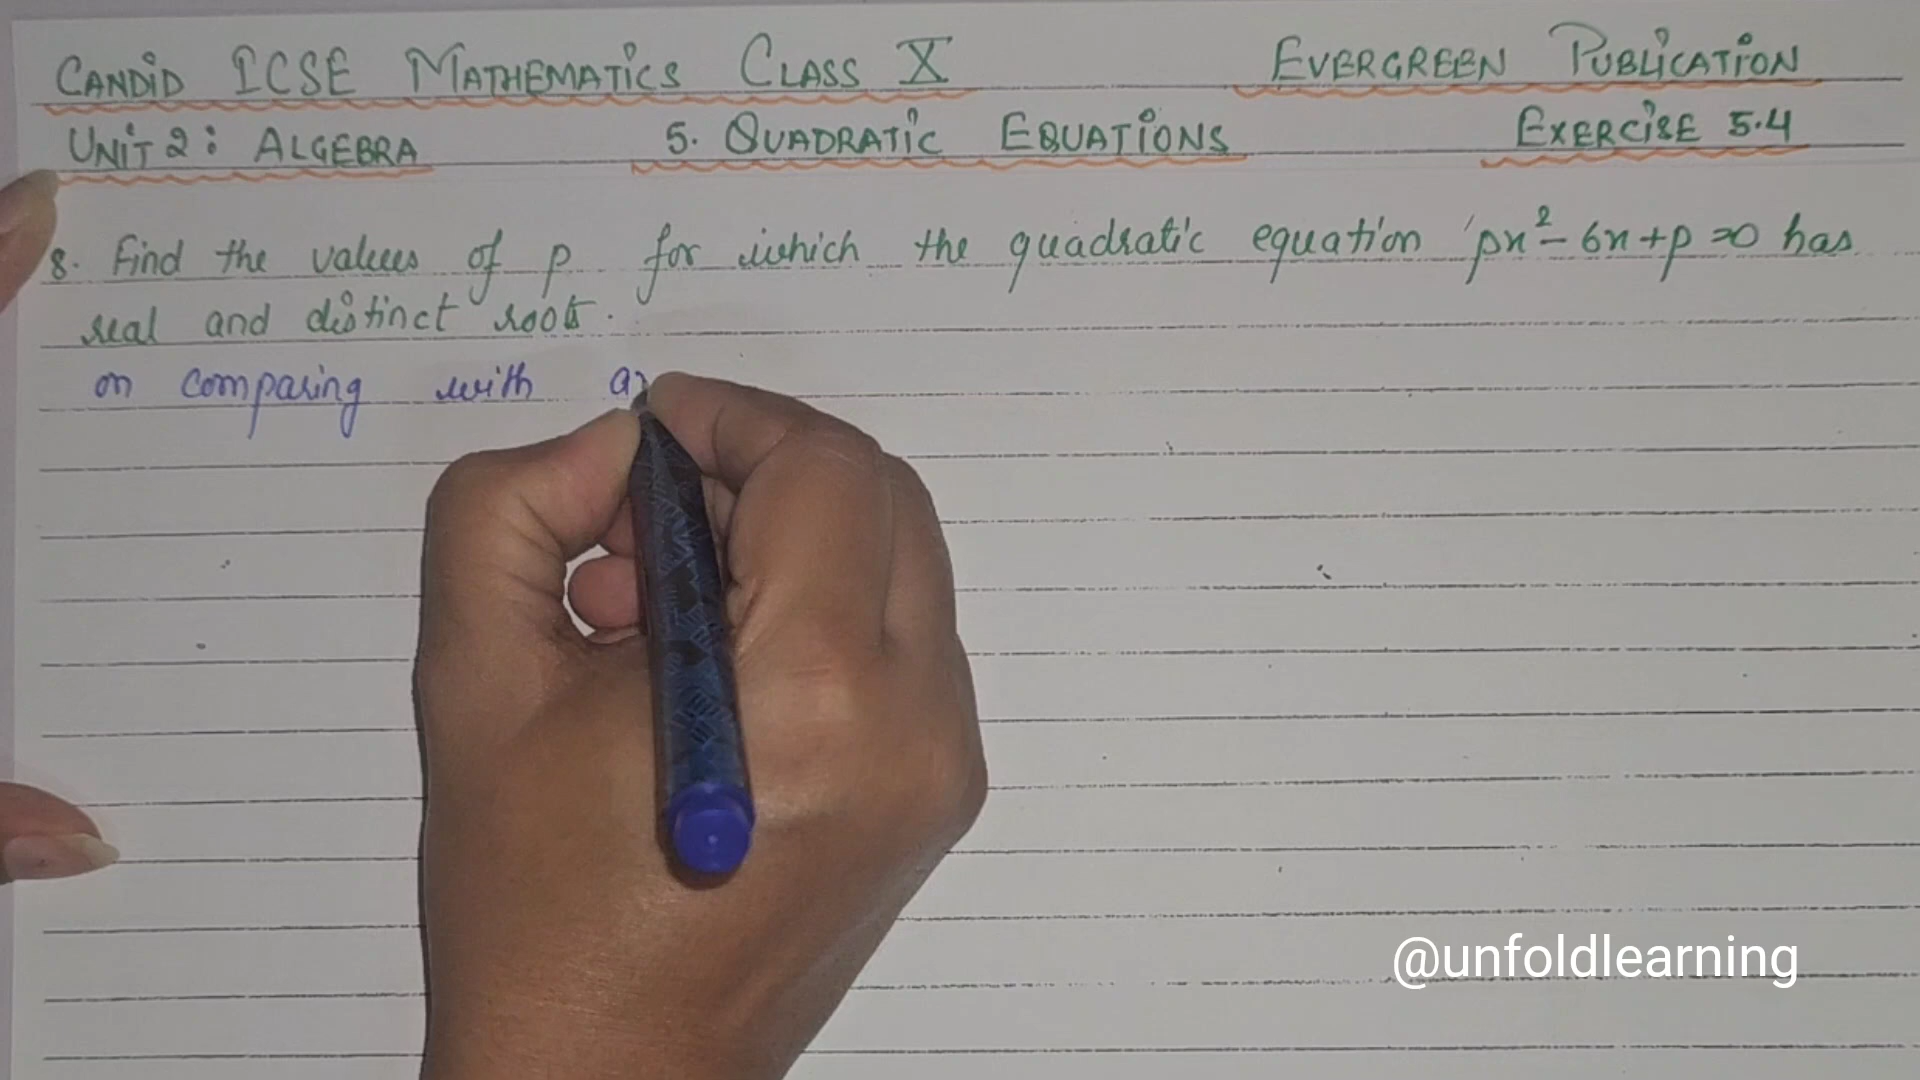 CANDID ICSE MATHEMATICS CLASS X EVERGREEN PUBLICATION
UNIT 2: ALGEBRA 5. QUADRATIC EQUATIONS EXERCISE 5.4
8. Find the values of p for which the quadratic equation px²-6x+p=0 has
real and distinct roots.
on comparing with ax
@unfoldlearning